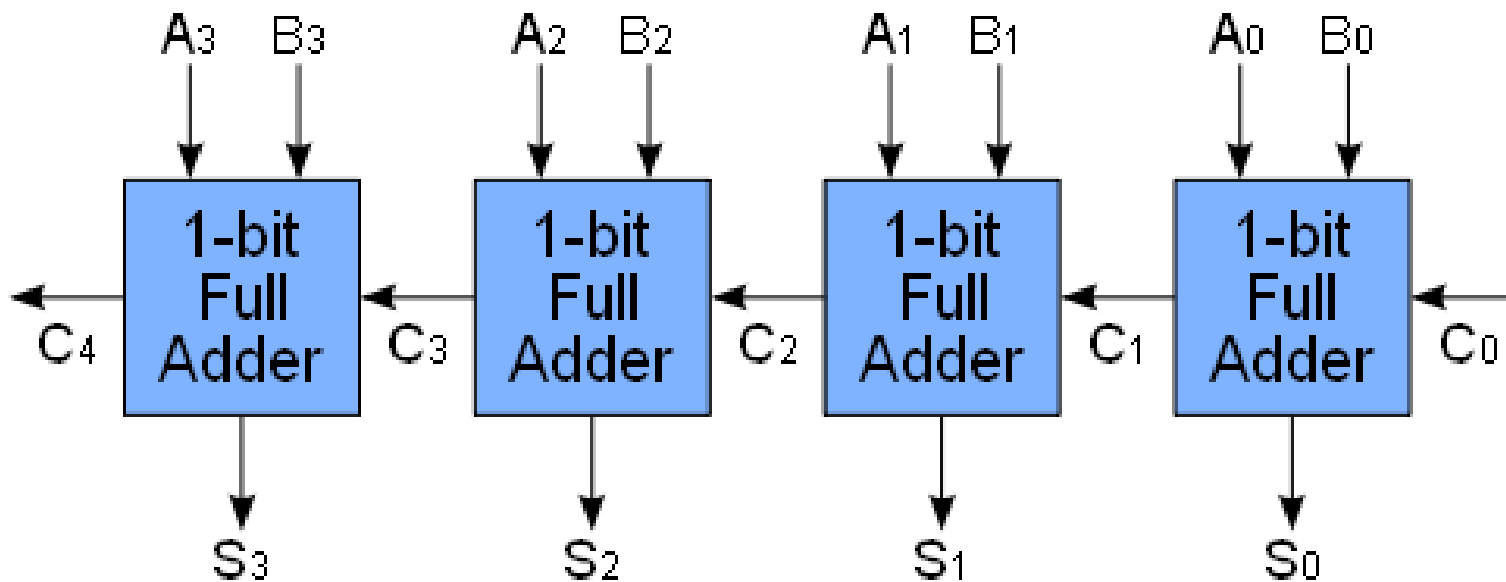 A3 B3 A2 B2 A1 B1 A0 B0
1-bit Full Adder
1-bit Full Adder
1-bit Full Adder
1-bit Full Adder
C4 C3 C2 C1 C0
S3 S2 S1 S0